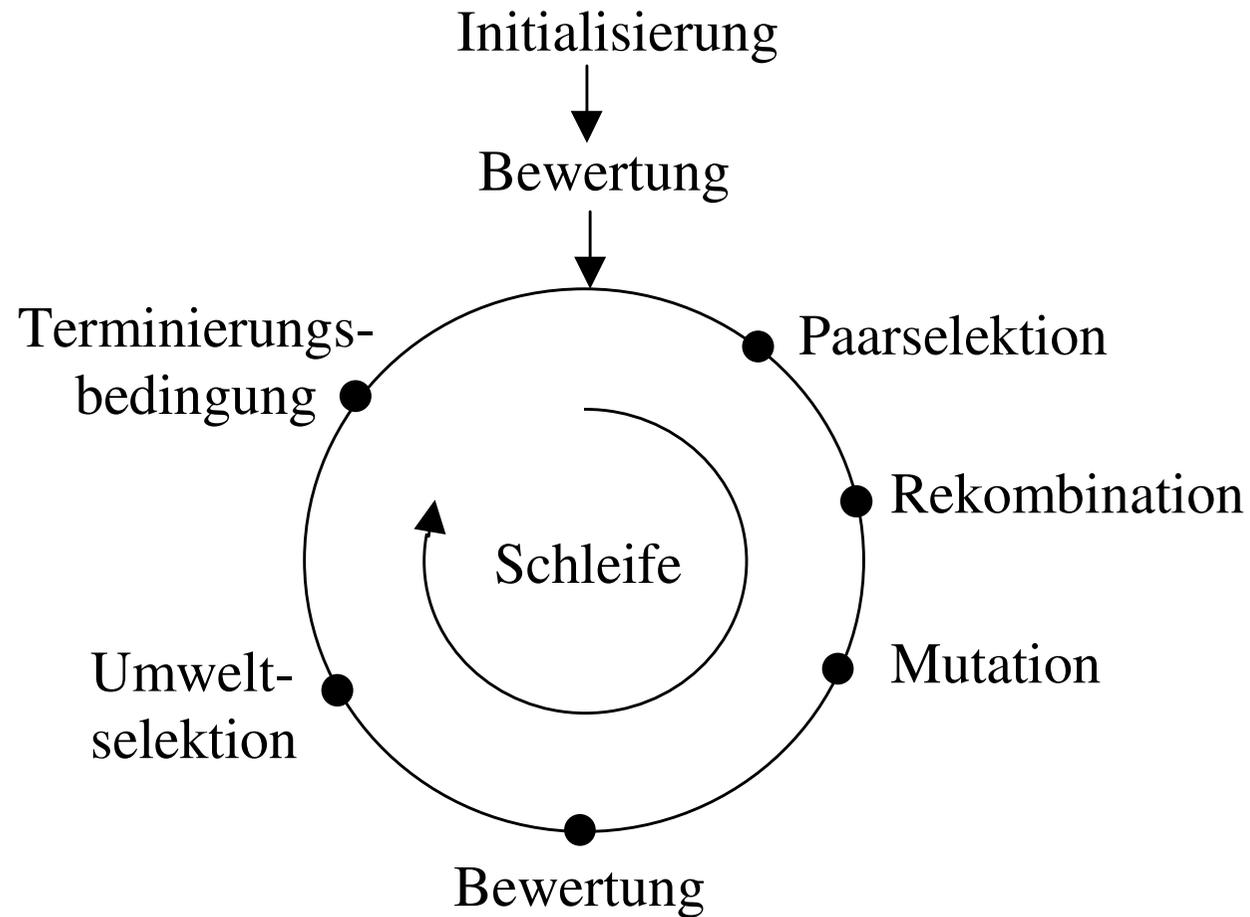 Initialisierung
Bewertung
Terminierungs-
bedingung
Paarselektion
Rekombination
Schleife
Mutation
Umwelt-
selektion
Bewertung